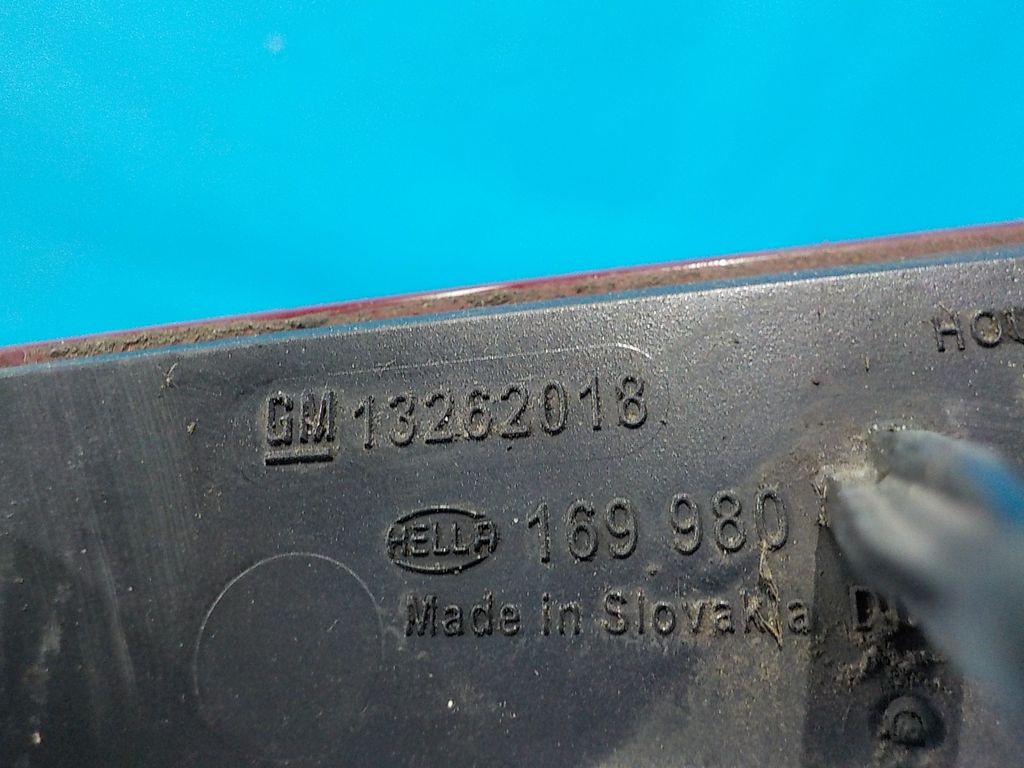 GM 13262018
HELLA 169 980
Made in Slovakia